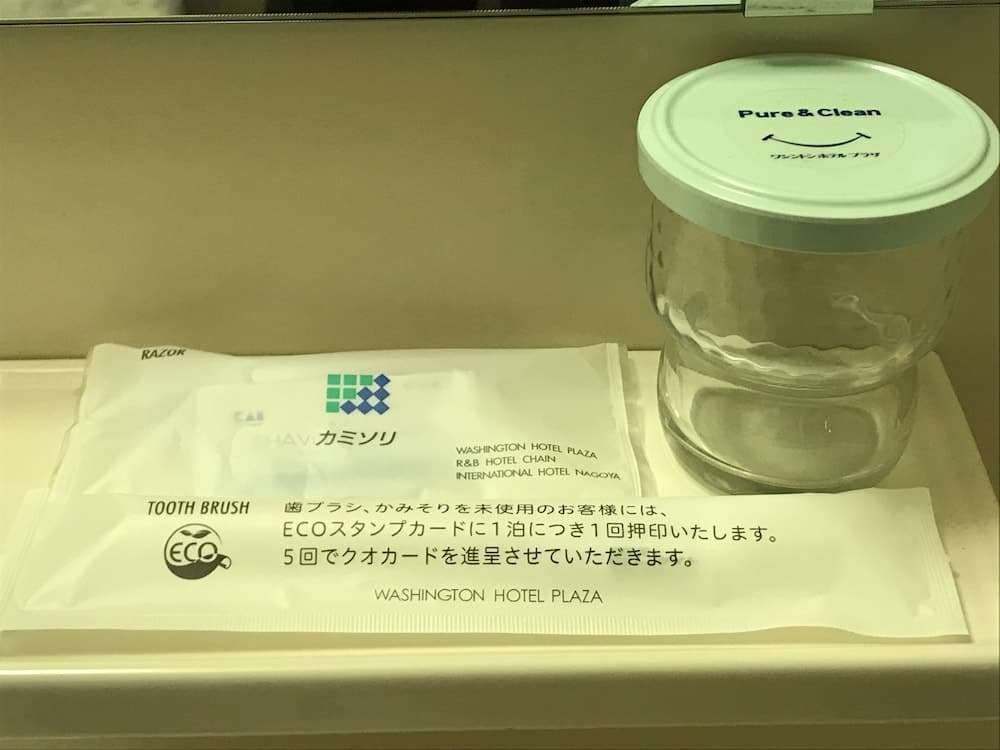 Pure & Clean
ワシントンホテルプラザ
RAZOR
カミソリ
WASHINGTON HOTEL PLAZA
R&B HOTEL CHAIN
INTERNATIONAL HOTEL NAGOYA
TOOTH BRUSH
ECO
歯ブラシ、かみそりを未使用のお客様には、
ECOスタンプカードに1泊につき1回押印いたします。
5回でクオカードを進呈させていただきます。
WASHINGTON HOTEL PLAZA